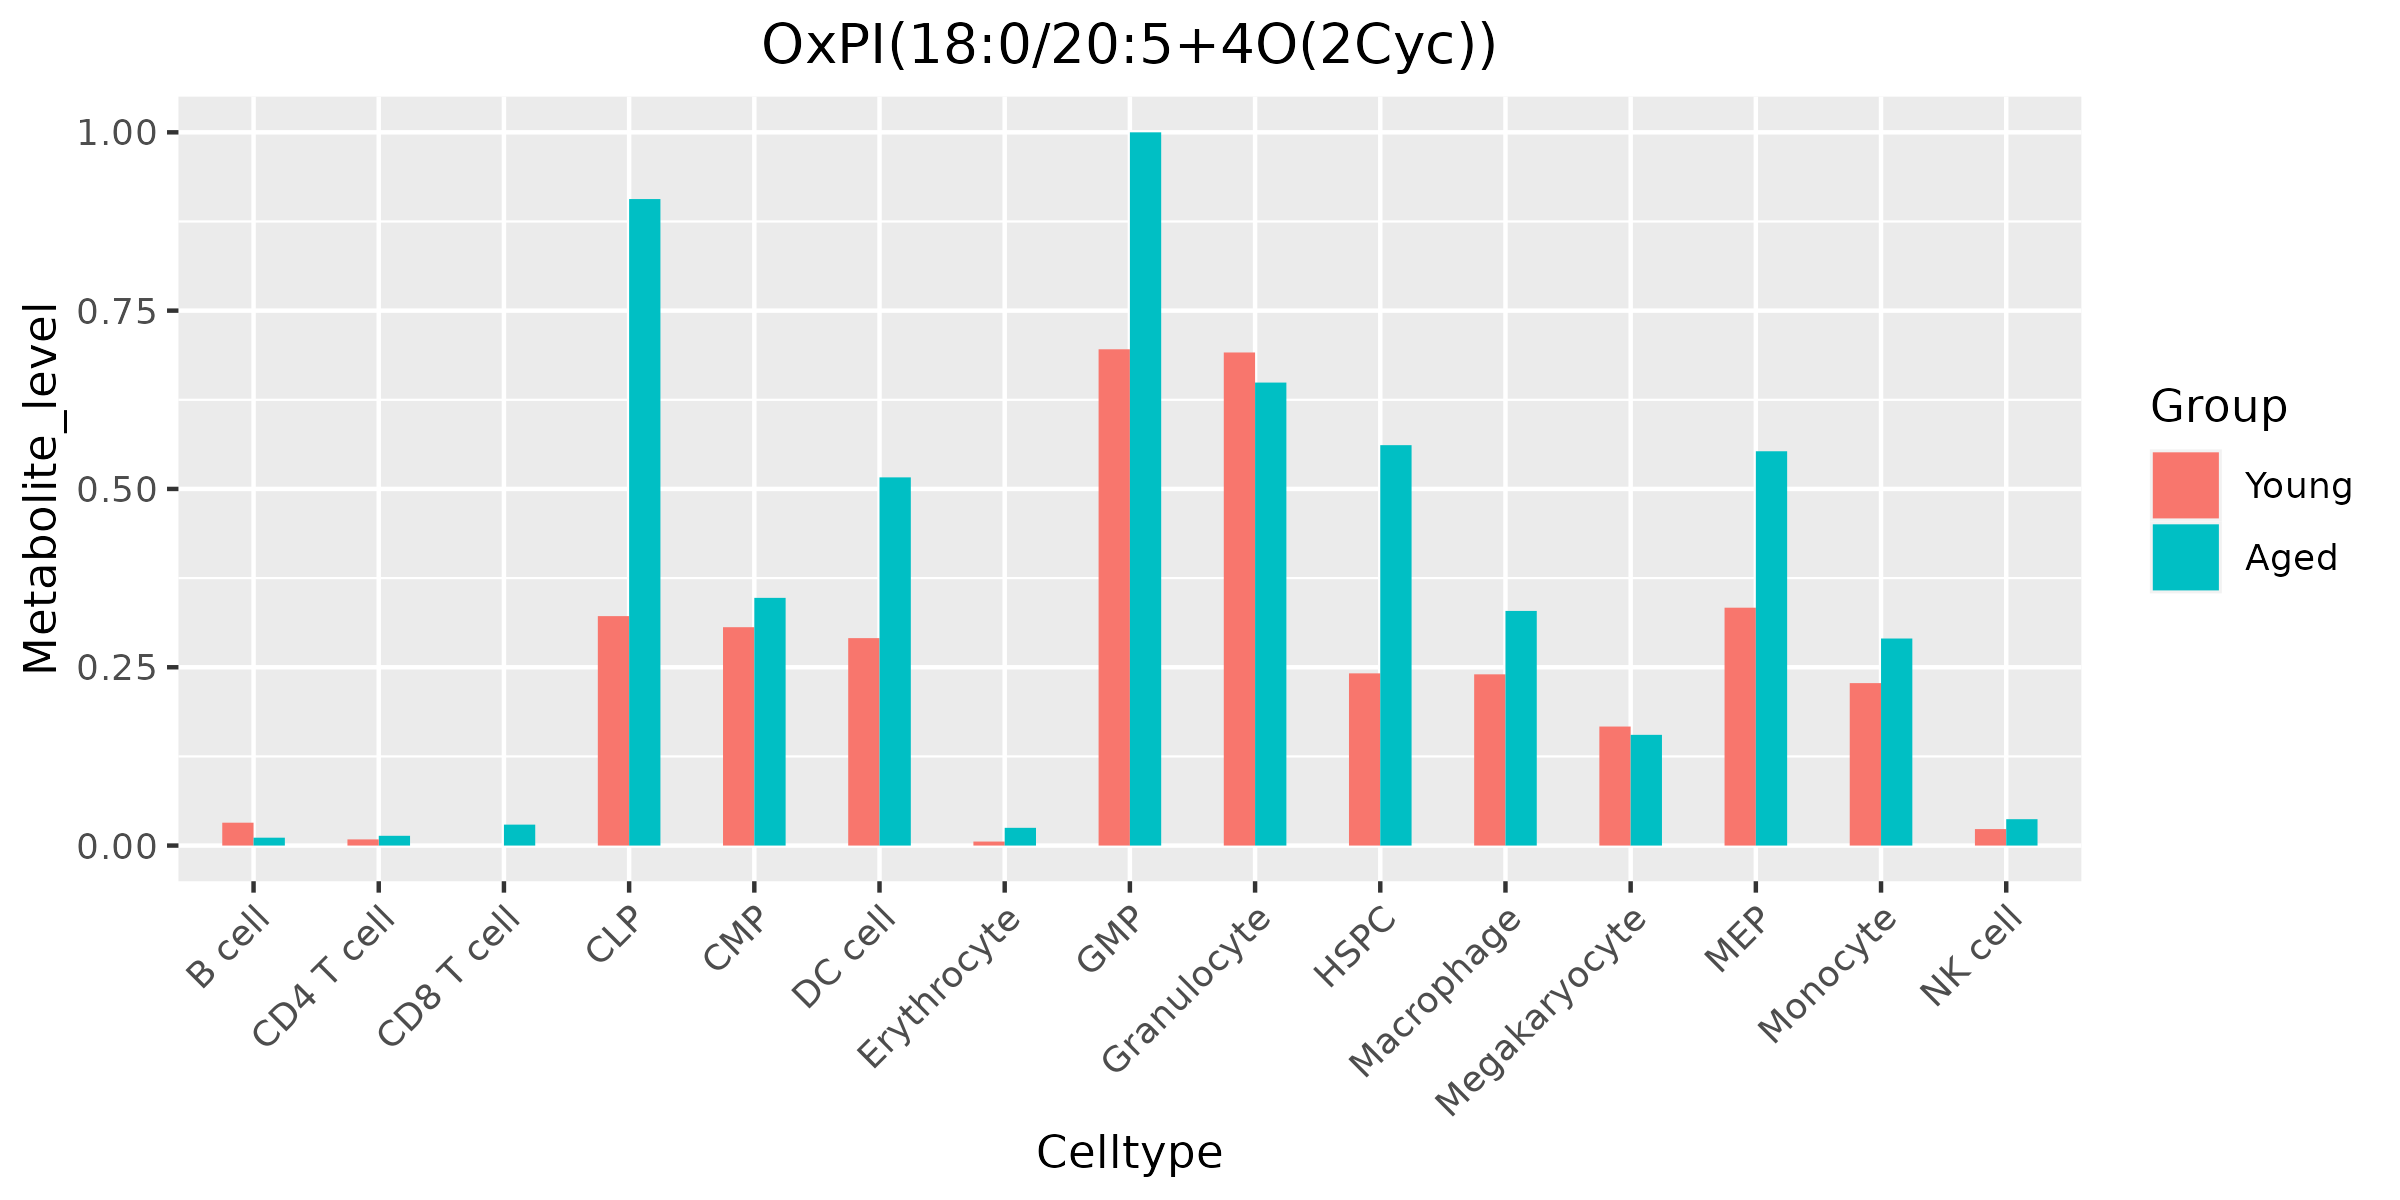 OxPI(18:0/20:5+4O(2Cyc))
Metabolite_level
1.00
0.75
0.50
0.25
0.00
B cell
CD4 T cell
CD8 T cell
CLP
CMP
DC cell
Erythrocyte
GMP
Granulocyte
HSPC
Macrophage
Megakaryocyte
MEP
Monocyte
NK cell
Celltype
Group
Young
Aged